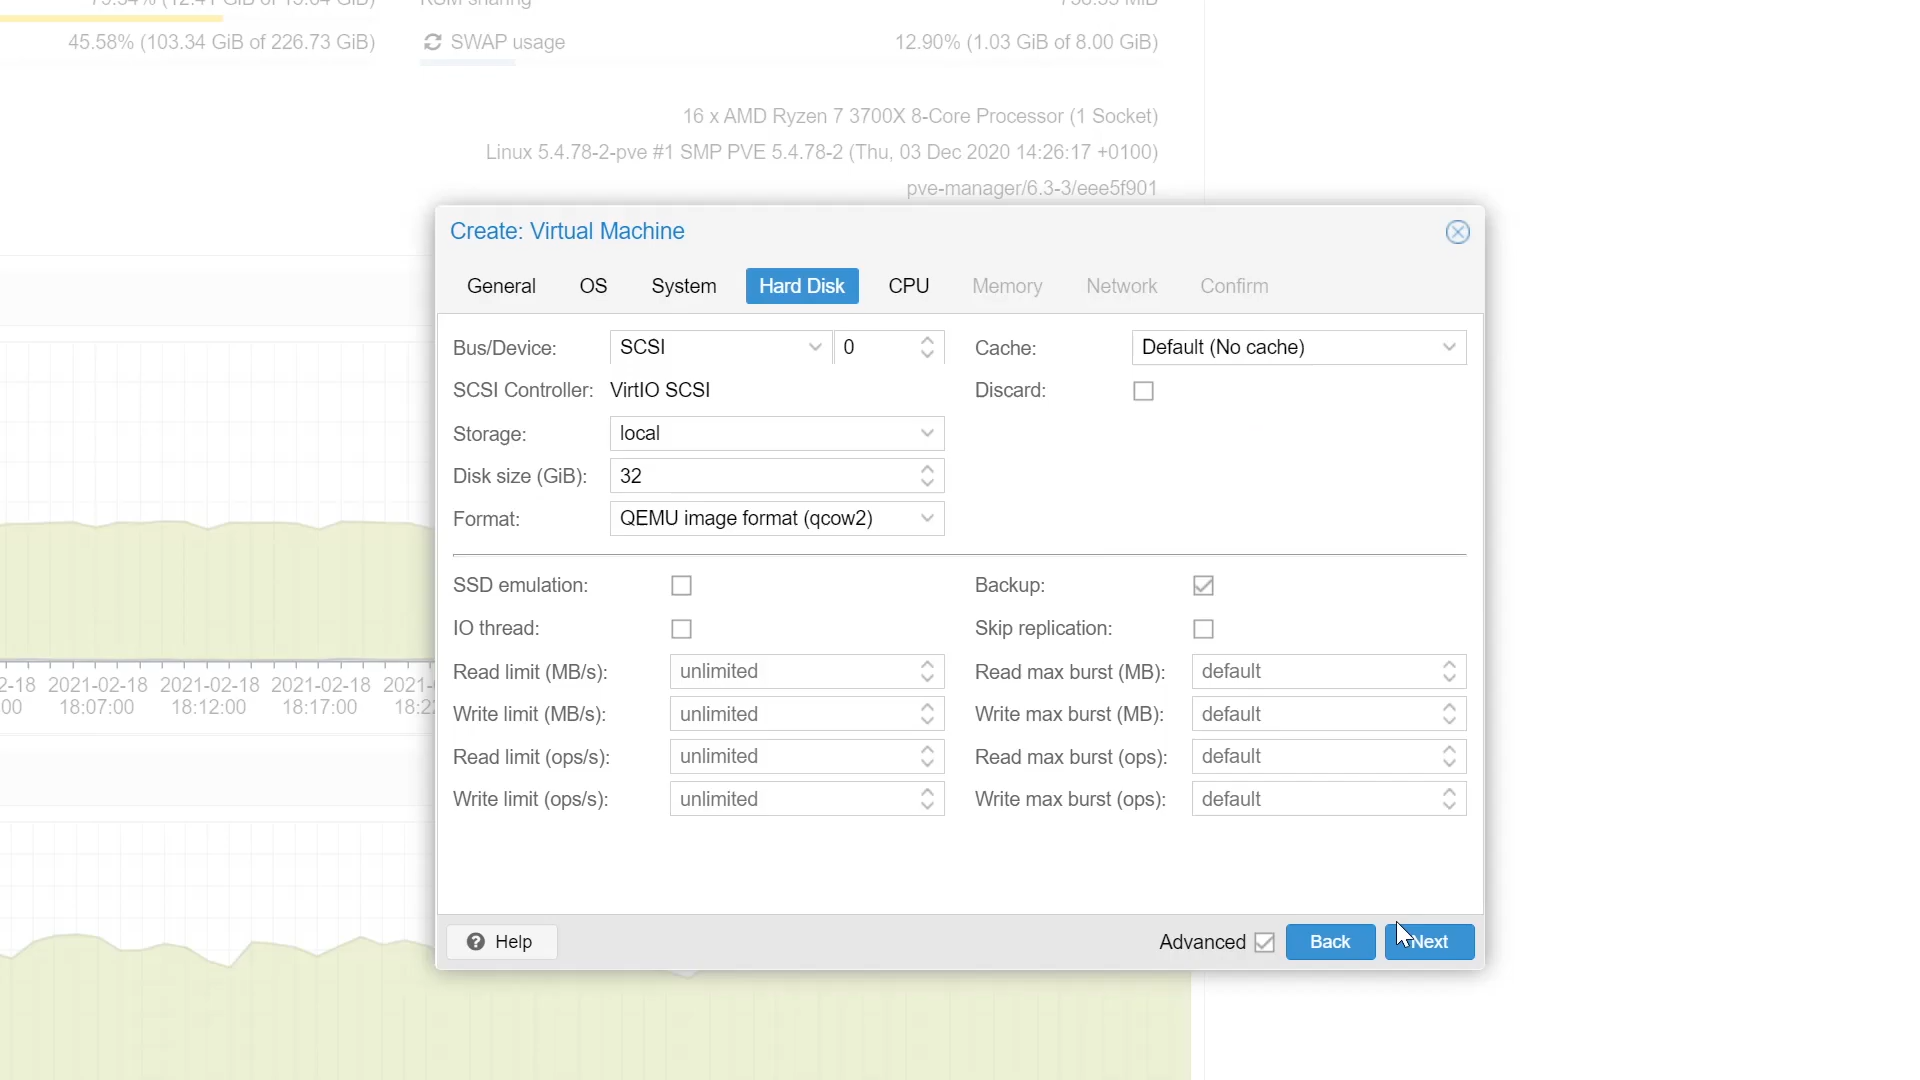 45.58% (103.34 GiB of 226.73 GiB)
SWAP usage
12.90% (1.03 GiB of 8.00 GiB)
16 x AMD Ryzen 7 3700X 8-Core Processor (1 Socket)
Linux 5.4.78-2-pve #1 SMP PVE 5.4.78-2 (Thu, 03 Dec 2020 14:26:17 +0100)
pve-manager/6.3-3/eee5f901
Create: Virtual Machine
General OS System Hard Disk CPU Memory Network Confirm
Bus/Device: SCSI 0 Cache: Default (No cache)
SCSI Controller: VirtIO SCSI Discard:
Storage: local
Disk size (GiB): 32
Format: QEMU image format (qcow2)
SSD emulation: Backup:
IO thread: Skip replication:
Read limit (MB/s): unlimited Read max burst (MB): default
Write limit (MB/s): unlimited Write max burst (MB): default
Read limit (ops/s): unlimited Read max burst (ops): default
Write limit (ops/s): unlimited Write max burst (ops): default
2-18 2021-02-18 2021-02-18 2021-02-18 2021-
00 18:07:00 18:12:00 18:17:00 18:22
Help Advanced Back Next